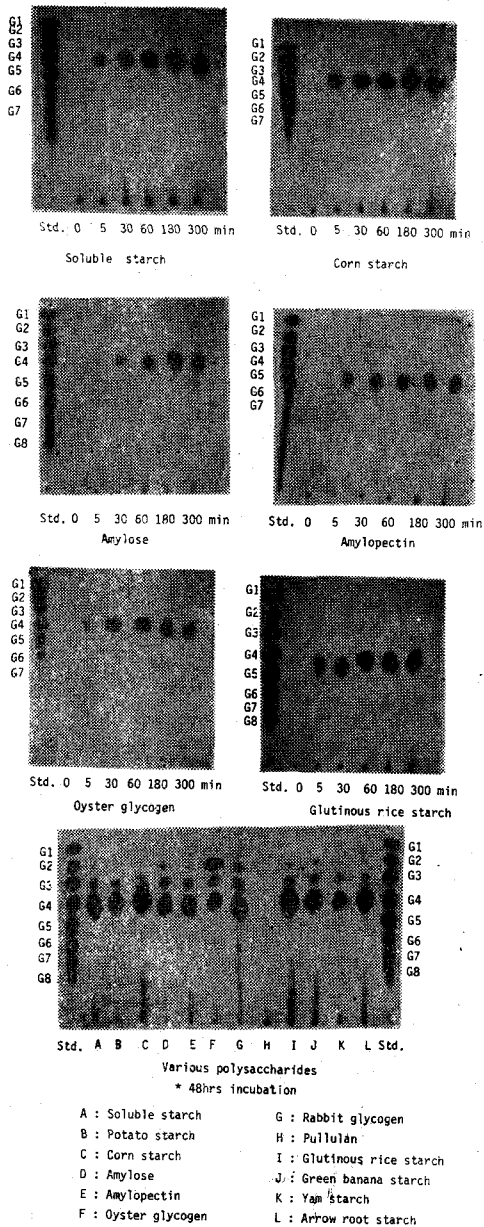 G1
G2
G3
G4
G5
G6
G7
Std. 0 5 30 60 130 300 min
Soluble starch
G1
G2
G3
G4
G5
G6
G7
Std. 0 5 30 60 180 300 min
Corn starch
G1
G2
G3
G4
G5
G6
G7
G8
Std. 0 5 30 60 180 300 min
Amylose
G1
G2
G3
G4
G5
G6
G7
Std. 0 5 30 60 180 300 min
Amylopectin
G1
G2
G3
G4
G5
G6
G7
Std. 0 5 30 60 180 300 min
Oyster glycogen
G1
G2
G3
G4
G5
G6
G7
G8
Std. 0 5 30 60 180 300 min
Glutinous rice starch
G1
G2
G3
G4
G5
G6
G7
G8
G1
G2
G3
G4
G5
G6
G7
G8
Std. A B C D E F G H I J K L Std.
Various polysaccharides
* 48hrs incubation
A : Soluble starch
B : Potato starch
C : Corn starch
D : Amylose
E : Amylopectin
F : Oyster glycogen
G : Rabbit glycogen
H : Pullulan
I : Glutinous rice starch
J : Green banana starch
K : Yam starch
L : Arrow root starch